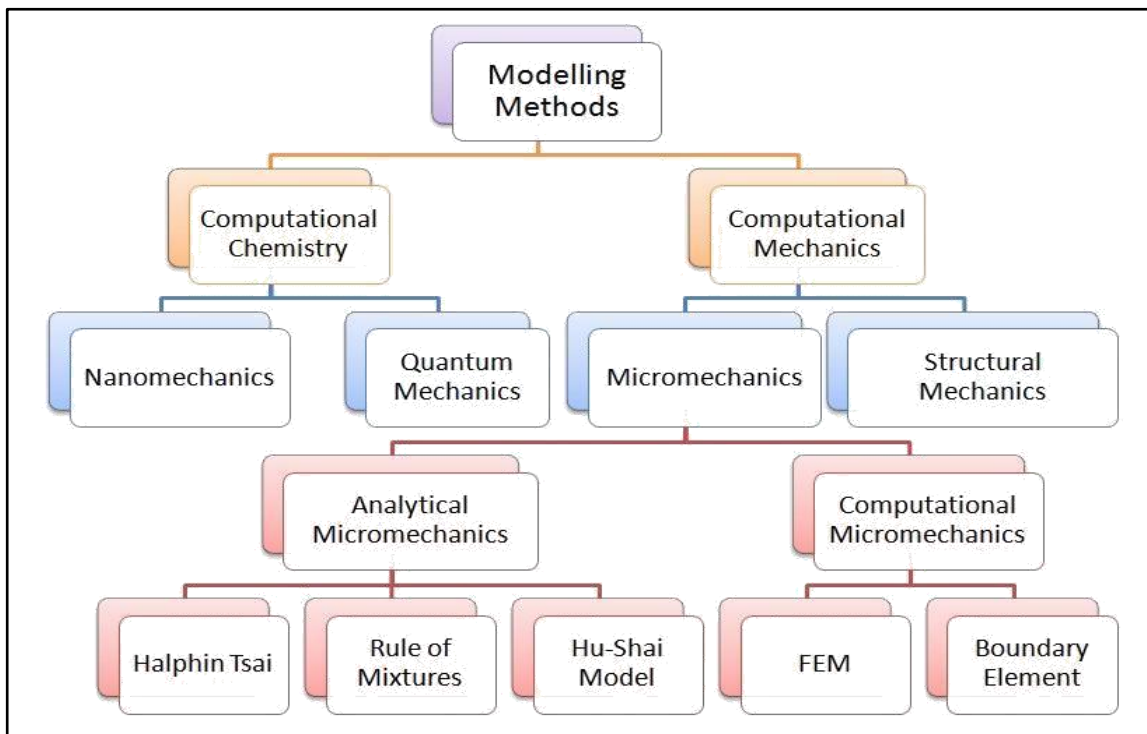 Modelling
Methods
Computational
Chemistry
Computational
Mechanics
Nanomechanics
Quantum
Mechanics
Micromechanics
Structural
Mechanics
Analytical
Micromechanics
Computational
Micromechanics
Halphin Tsai
Rule of
Mixtures
Hu-Shai
Model
FEM
Boundary
Element